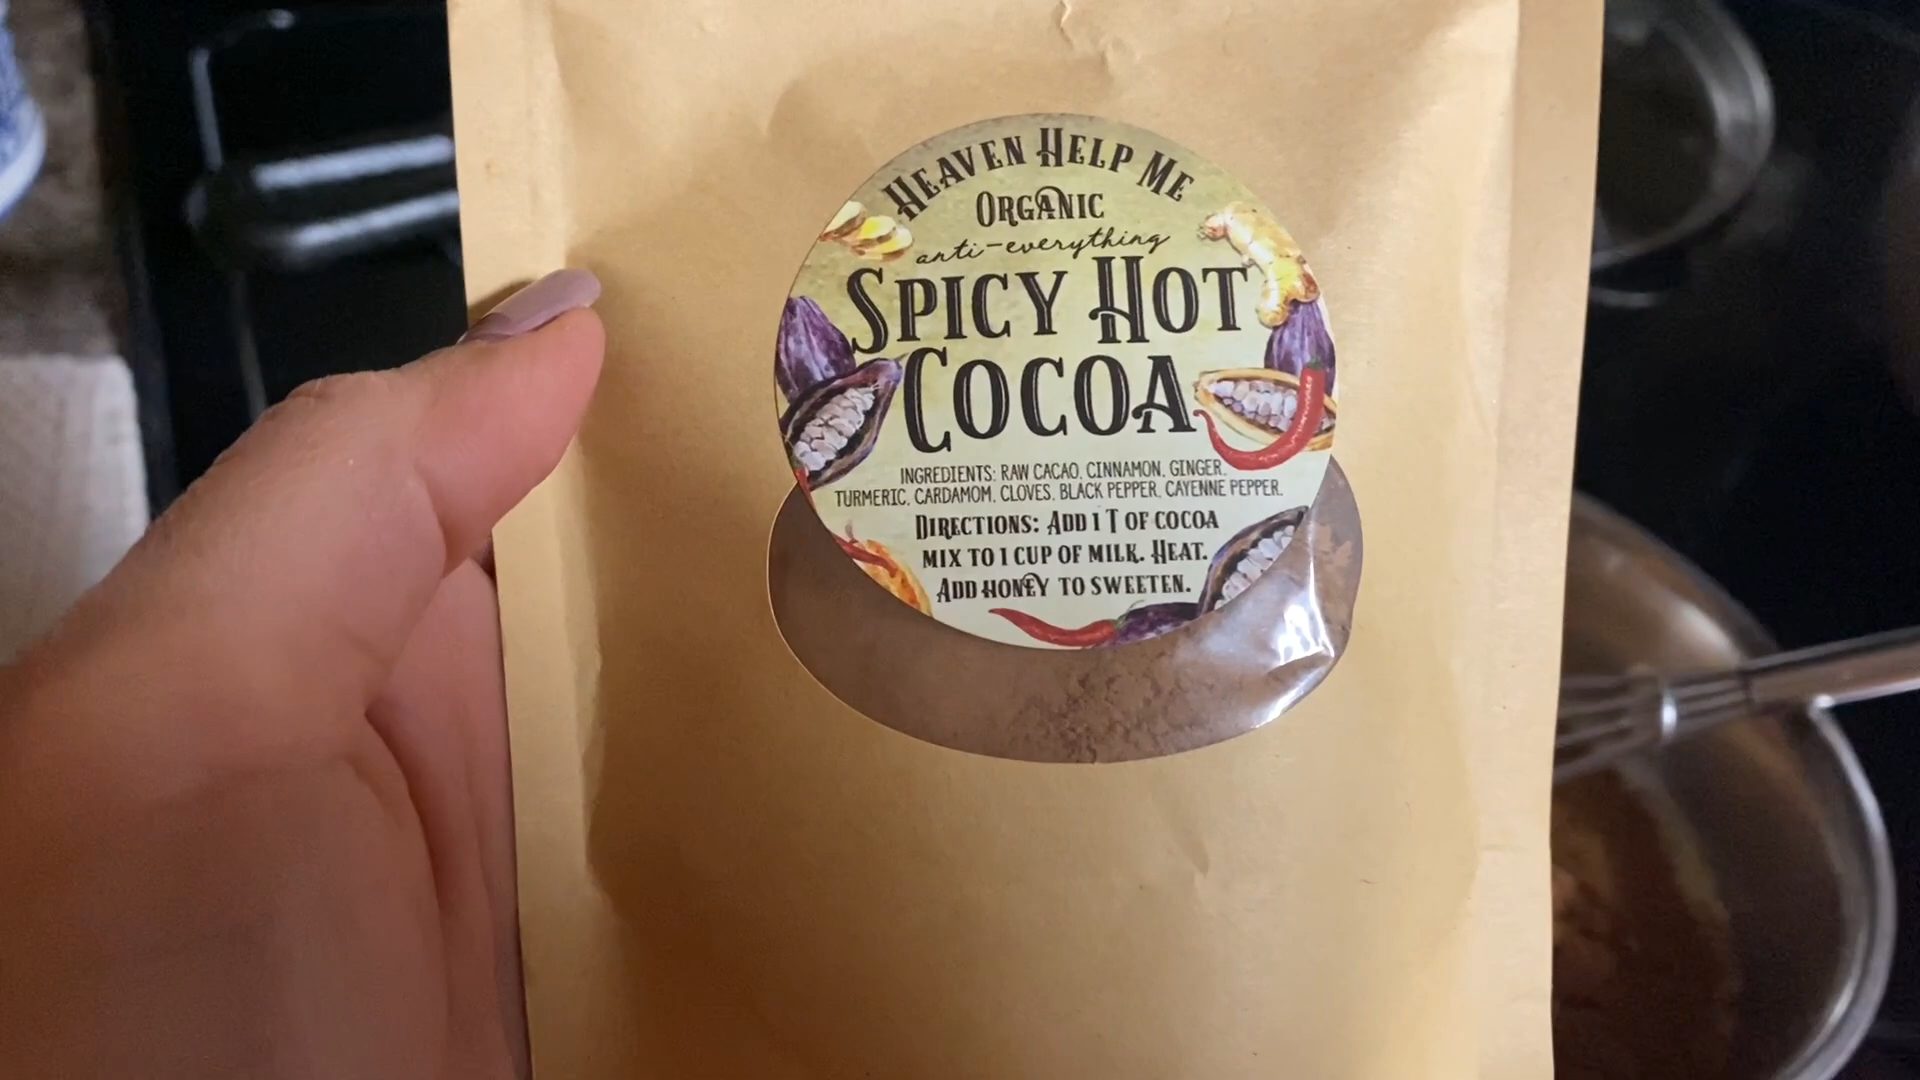 HEAVEN HELP ME
ORGANIC
anti-everything
SPICY HOT
COCOA
INGREDIENTS: RAW CACAO, CINNAMON, GINGER,
TURMERIC, CARDAMOM, CLOVES, BLACK PEPPER, CAYENNE PEPPER.
DIRECTIONS: ADD 1 T OF COCOA
MIX TO 1 CUP OF MILK. HEAT.
ADD HONEY TO SWEETEN.